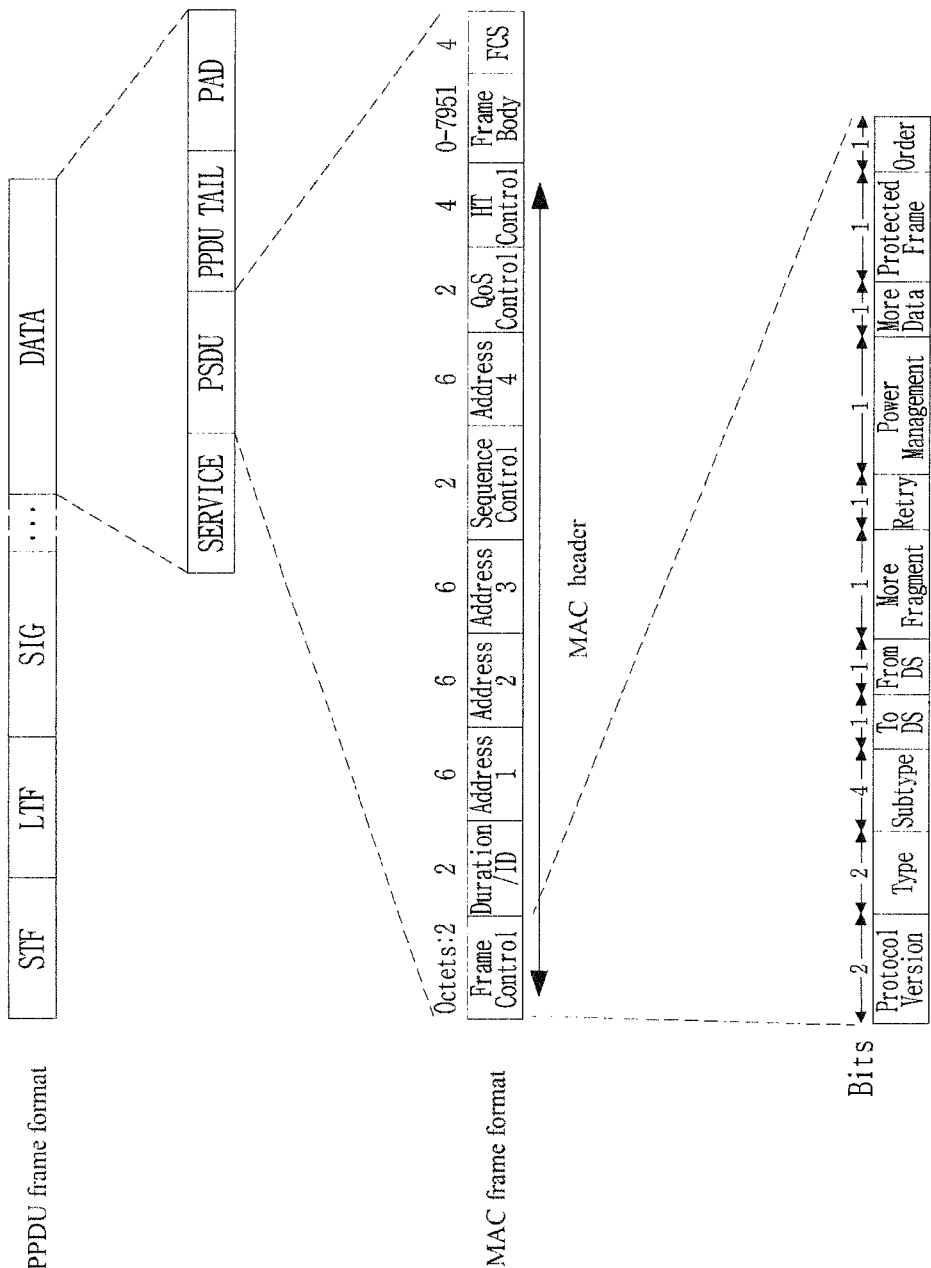 PPDU frame format
STF LTF SIG ... DATA
SERVICE PSDU PPDU TAIL PAD
MAC frame format
Octets:2 2 6 6 6 2 6 2 4 0-7951 4
Frame Control
Duration /ID
Address 1
Address 2
Address 3
Sequence Control
Address 4
QoS Control
HT Control
Frame Body
FCS
MAC header
Bits
2 2 4 1 1 1 1 1 1 1 1
Protocol Version
Type
Subtype
To DS
From DS
More Fragment
Retry
Power Management
More Data
Protected Frame
Order